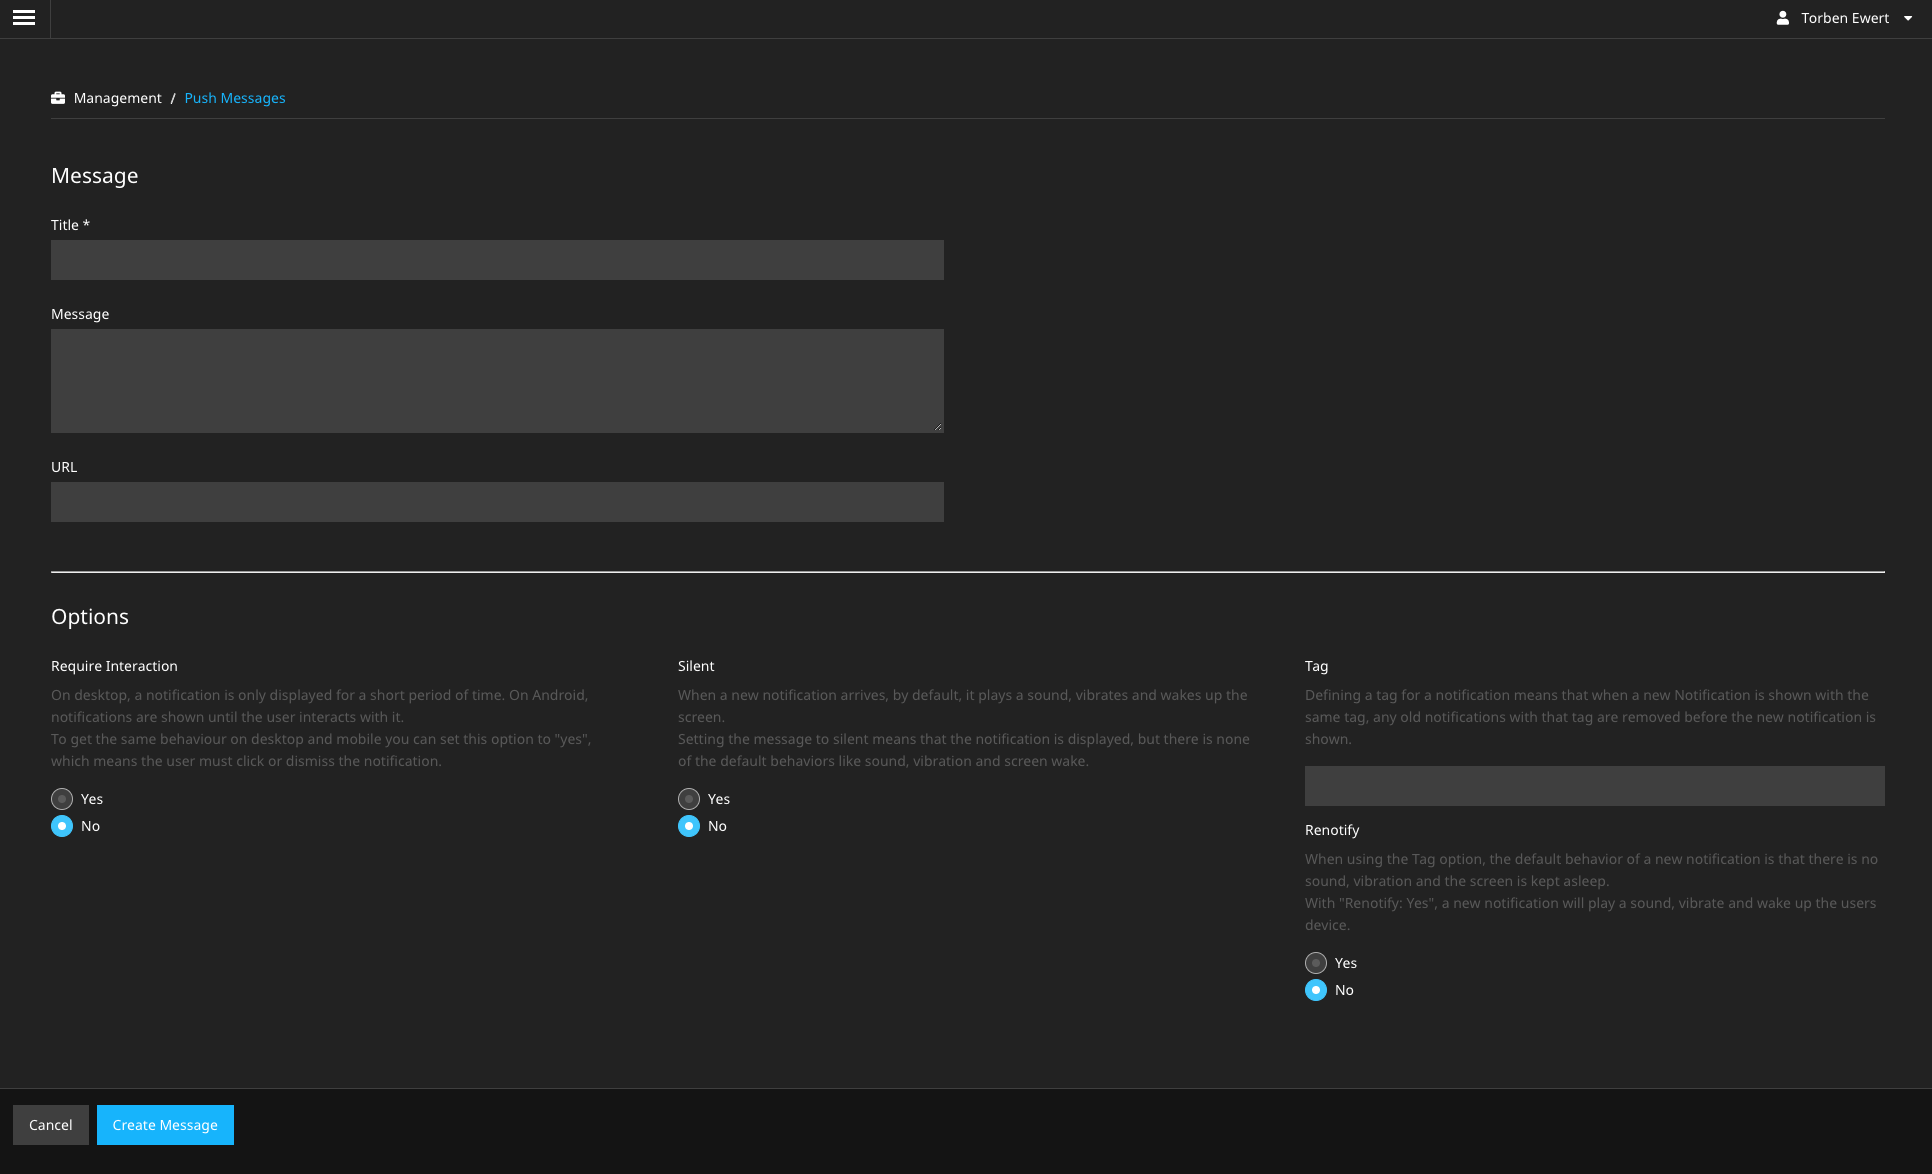 Torben Ewert
Management / Push Messages
Message
Title *
Message
URL
Options
Require Interaction
On desktop, a notification is only displayed for a short period of time. On Android,
notifications are shown until the user interacts with it.
To get the same behaviour on desktop and mobile you can set this option to "yes",
which means the user must click or dismiss the notification.
Yes
No
Silent
When a new notification arrives, by default, it plays a sound, vibrates and wakes up the
screen.
Setting the message to silent means that the notification is displayed, but there is none
of the default behaviors like sound, vibration and screen wake.
Yes
No
Tag
Defining a tag for a notification means that when a new Notification is shown with the
same tag, any old notifications with that tag are removed before the new notification is
shown.
Renotify
When using the Tag option, the default behavior of a new notification is that there is no
sound, vibration and the screen is kept asleep.
With "Renotify: Yes", a new notification will play a sound, vibrate and wake up the users
device.
Yes
No
Cancel
Create Message